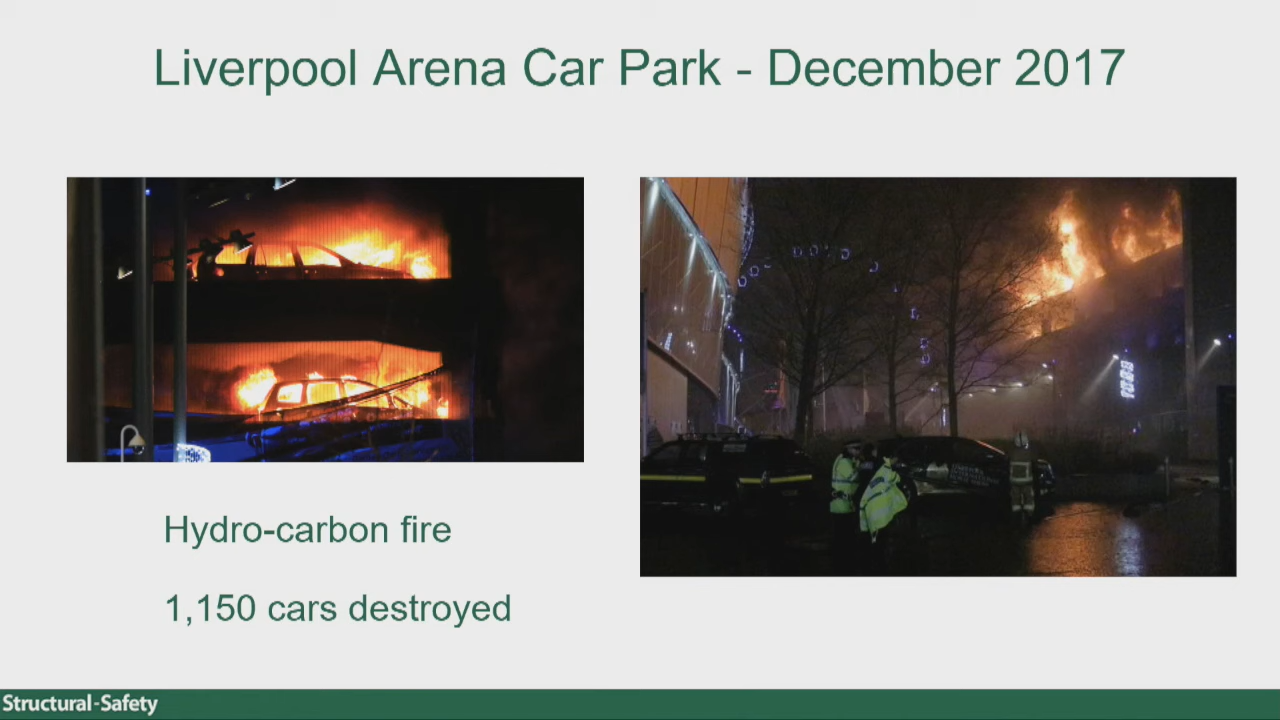 Liverpool Arena Car Park - December 2017
Hydro-carbon fire
1,150 cars destroyed
Structural-Safety